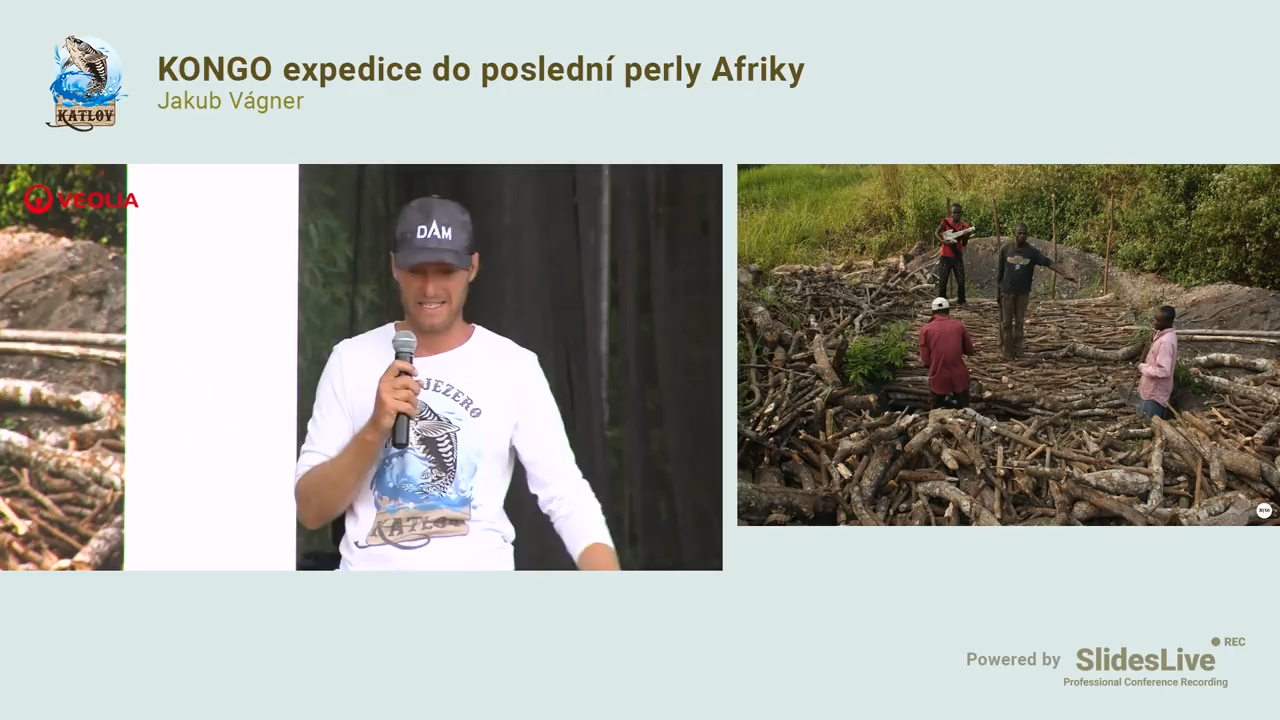 KONGO expedice do poslední perly Afriky
Jakub Vágner
KATLOV
VEOLIA
DAM
JEZERO
KATLOV
Powered by
SlidesLive
REC
Professional Conference Recording